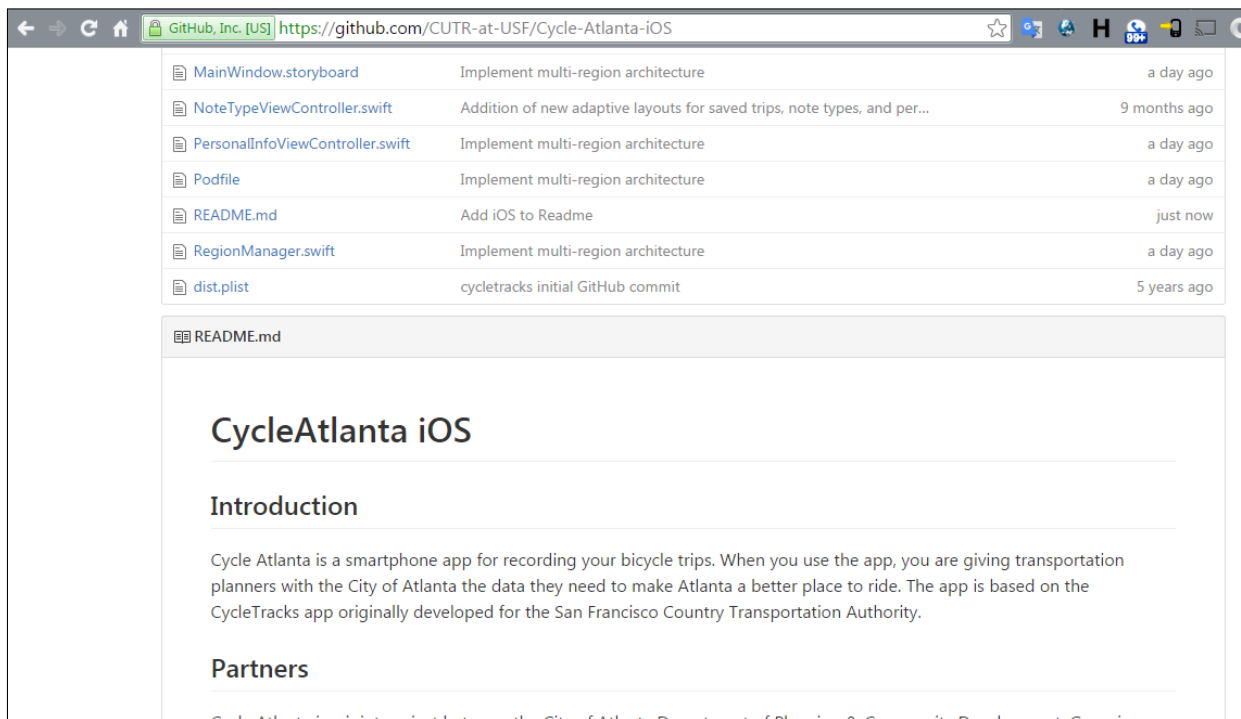 GitHub, Inc. [US] https://github.com/CUTR-at-USF/Cycle-Atlanta-iOS H 99+
MainWindow.storyboard Implement multi-region architecture a day ago
NoteTypeViewController.swift Addition of new adaptive layouts for saved trips, note types, and per... 9 months ago
PersonalInfoViewController.swift Implement multi-region architecture a day ago
Podfile Implement multi-region architecture a day ago
README.md Add iOS to Readme just now
RegionManager.swift Implement multi-region architecture a day ago
dist.plist cycletracks initial GitHub commit 5 years ago
README.md
CycleAtlanta iOS
Introduction
Cycle Atlanta is a smartphone app for recording your bicycle trips. When you use the app, you are giving transportation
planners with the City of Atlanta the data they need to make Atlanta a better place to ride. The app is based on the
CycleTracks app originally developed for the San Francisco Country Transportation Authority.
Partners